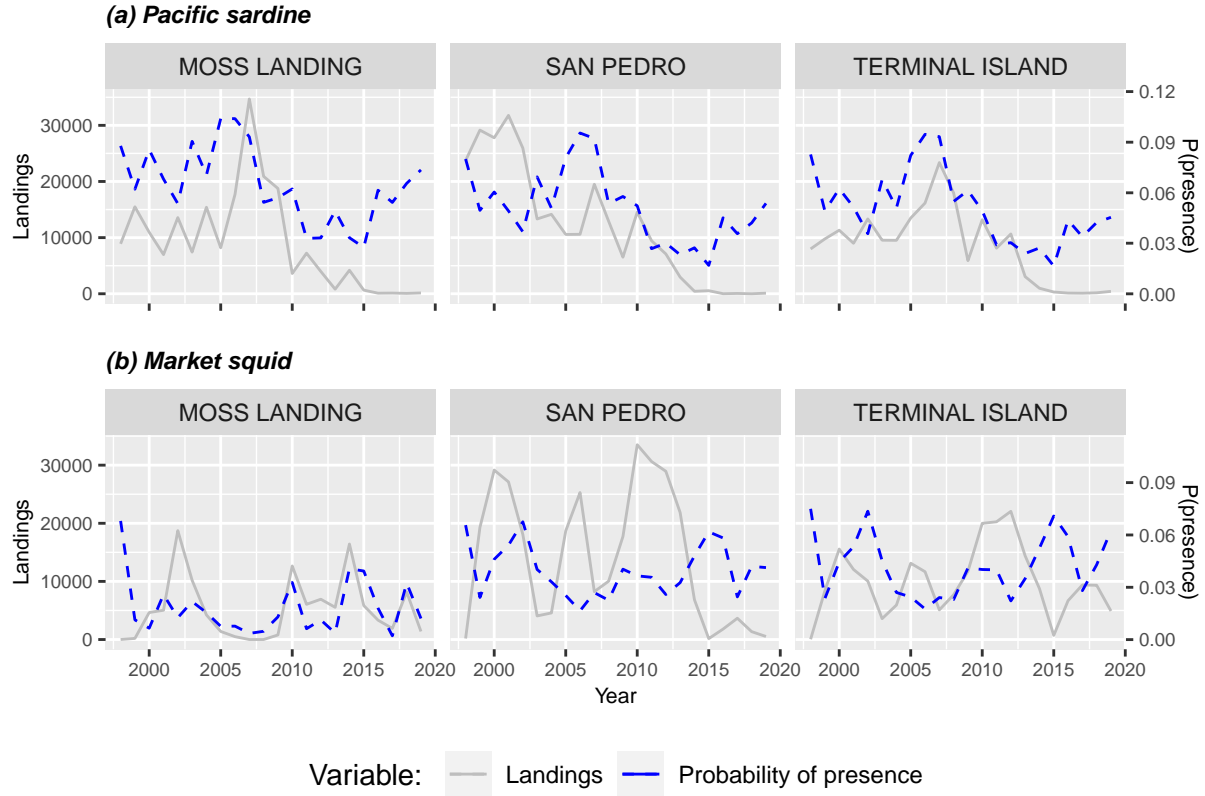 (a) Pacific sardine
MOSS LANDING SAN PEDRO TERMINAL ISLAND
Landings
30000
20000
10000
0
0.12
0.09
0.06
0.03
0.00
P(presence)
(b) Market squid
MOSS LANDING SAN PEDRO TERMINAL ISLAND
Landings
30000
20000
10000
0
0.09
0.06
0.03
0.00
P(presence)
2000 2005 2010 2015 2020 2000 2005 2010 2015 2020 2000 2005 2010 2015 2020
Year
Variable: Landings Probability of presence